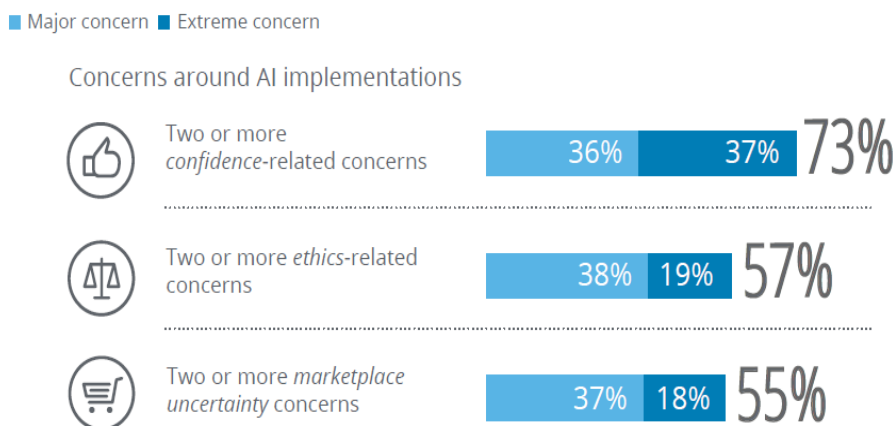 Major concern Extreme concern
Concerns around AI implementations
Two or more
confidence-related concerns
36% 37% 73%
Two or more ethics-related
concerns
38% 19% 57%
Two or more marketplace
uncertainty concerns
37% 18% 55%